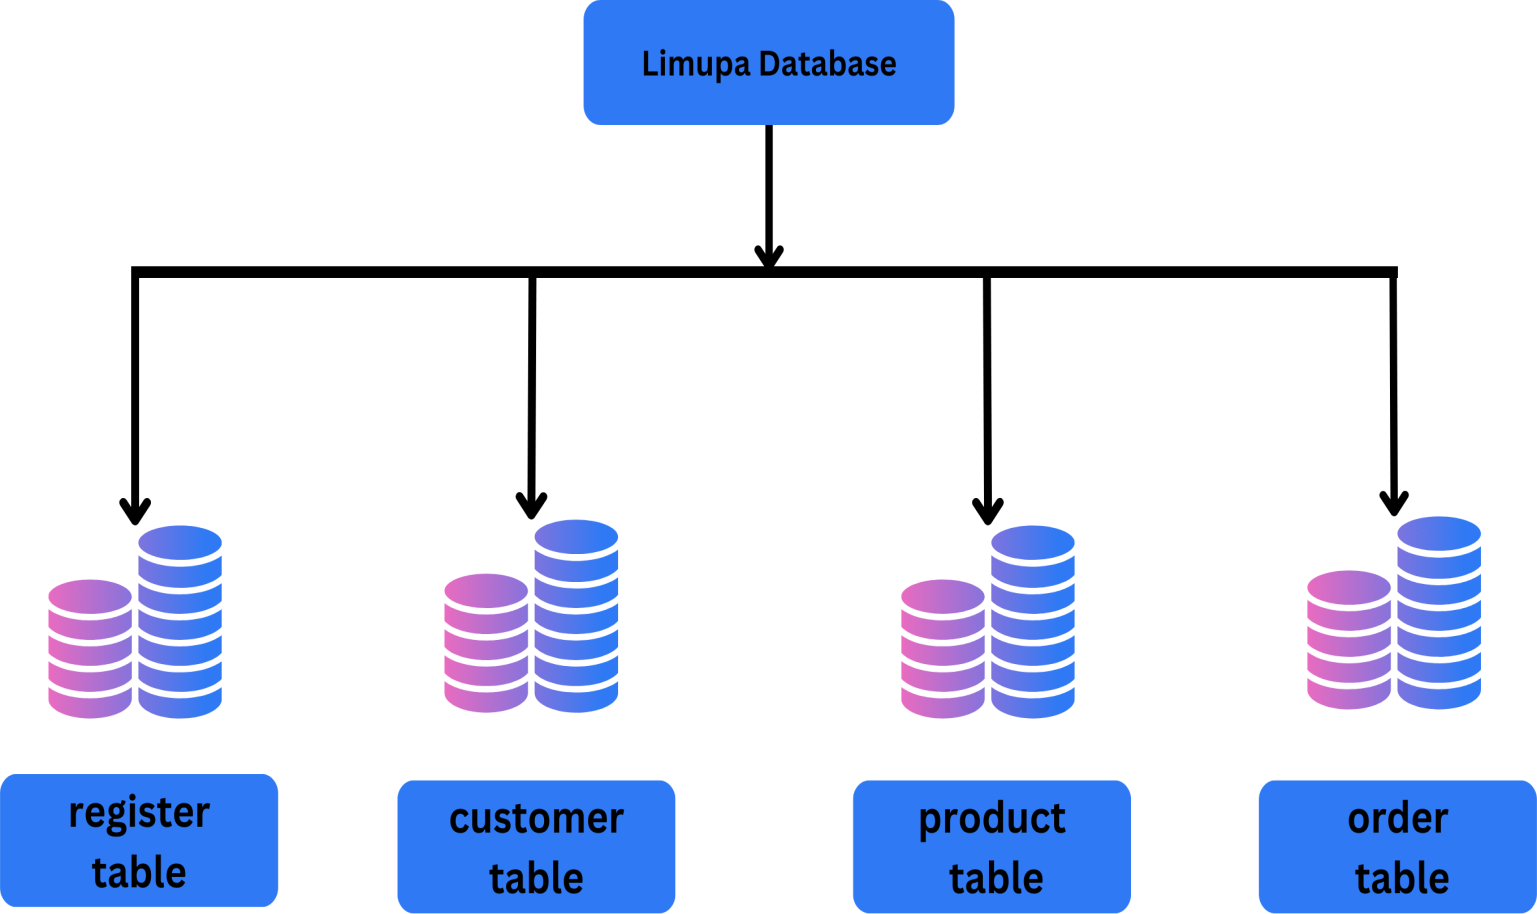 Limupa Database
register
table
customer
table
product
table
order
table